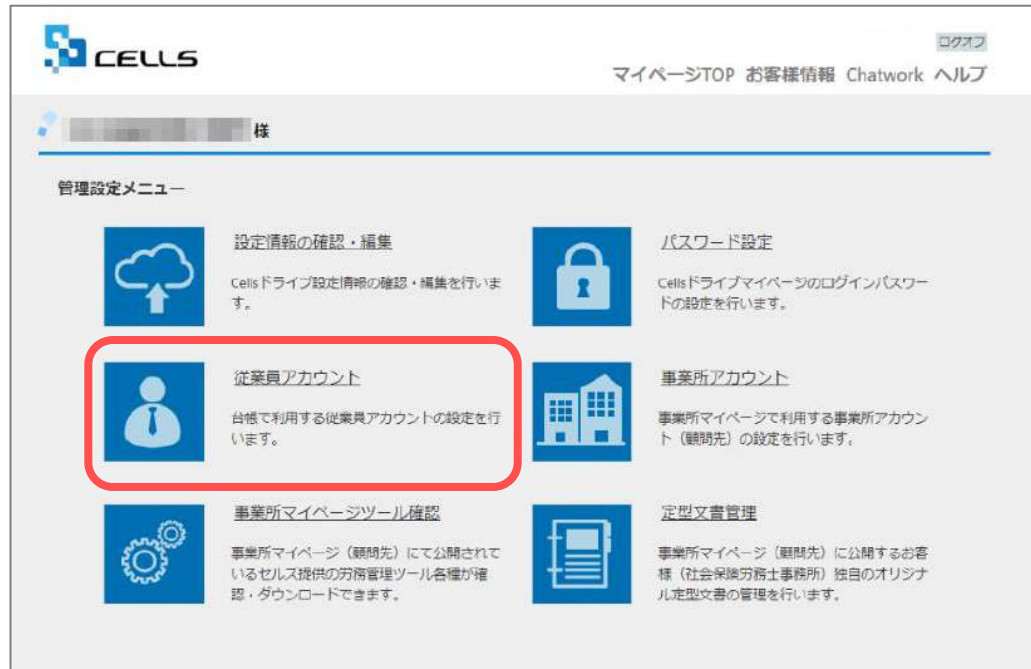 CELLS
ログオフ
マイページTOP お客様情報 Chatwork ヘルプ
様
管理設定メニュー
設定情報の確認・編集
Cellsドライブ設定情報の確認・編集を行いま
す。
パスワード設定
Cellsドライブマイページのログインパスワー
ドの設定を行います。
従業員アカウント
台帳で利用する従業員アカウントの設定を行
います。
事業所アカウント
事業所マイページで利用する事業所アカウン
ト（顧問先）の設定を行います。
事業所マイページツール確認
事業所マイページ（顧問先）にて公開されて
いるセルズ提供の労務管理ツール各種が確
認・ダウンロードできます。
定型文書管理
事業所マイページ（顧問先）に公開するお客
様（社会保険労務士事務所）独自のオリジナ
ル定型文書の管理を行います。